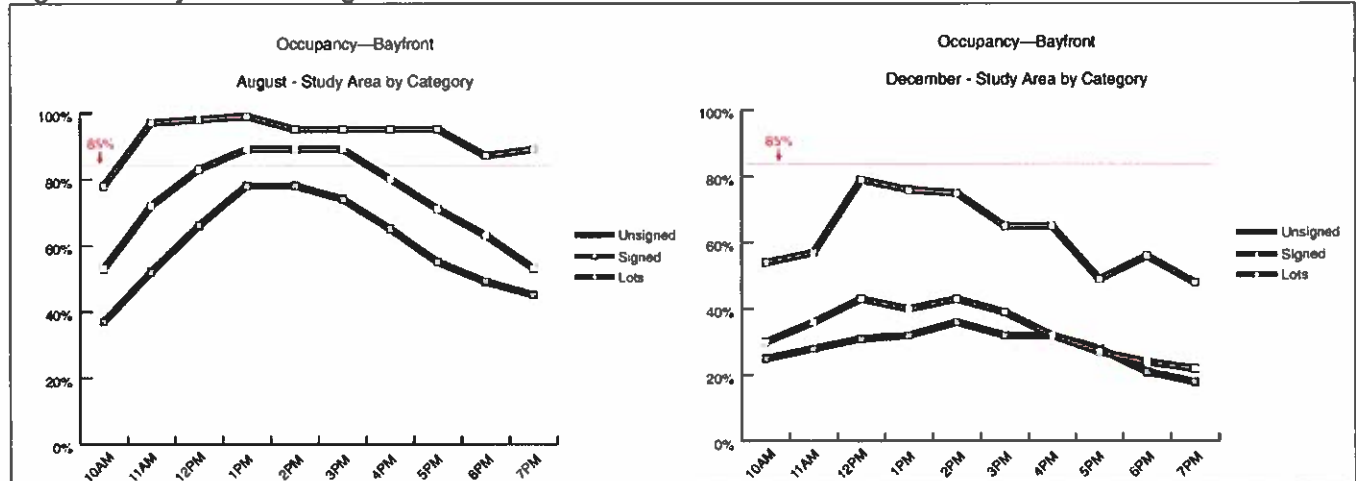 Occupancy—Bayfront
August - Study Area by Category
100%
85%
80%
60%
40%
20%
0%
10AM 11AM 12PM 1PM 2PM 3PM 4PM 5PM 6PM 7PM
Unsigned
Signed
Lots
Occupancy—Bayfront
December - Study Area by Category
100%
85%
80%
60%
40%
20%
0%
10AM 11AM 12PM 1PM 2PM 3PM 4PM 5PM 6PM 7PM
Unsigned
Signed
Lots